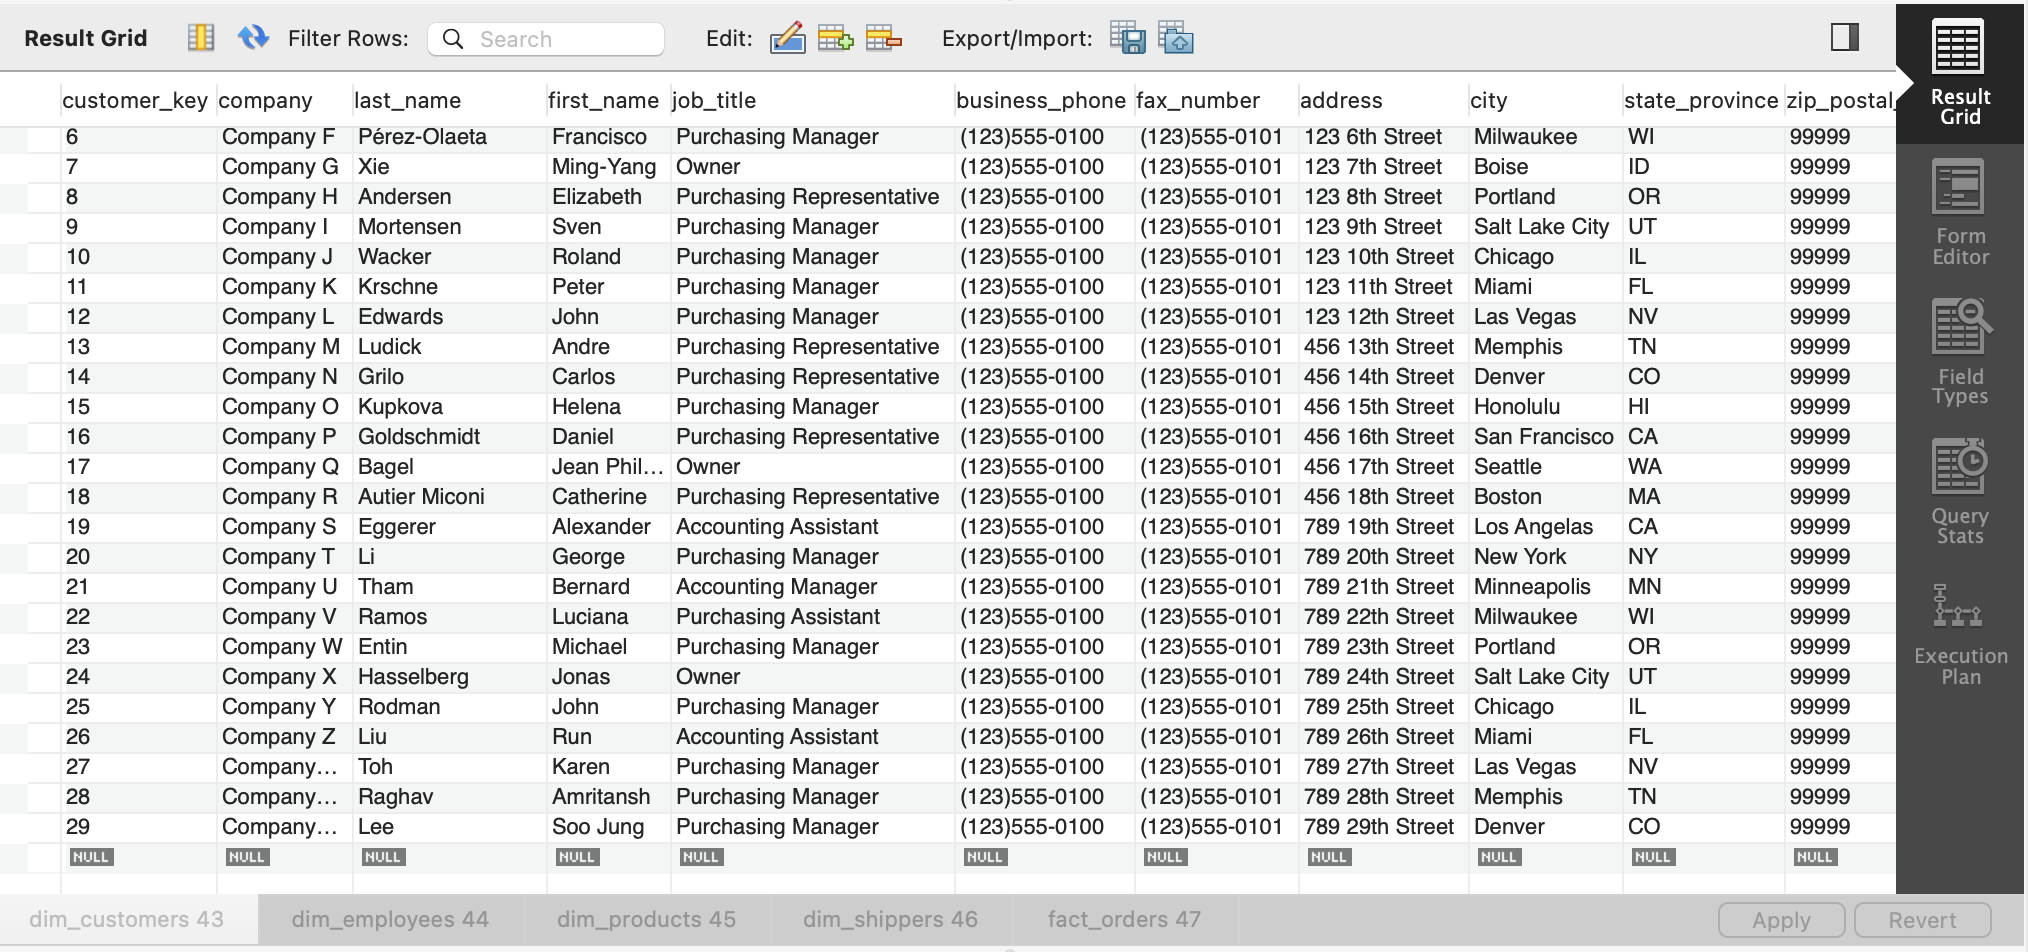 Result Grid Filter Rows: Search Edit: Export/Import:
customer_key company last_name first_name job_title business_phone fax_number address city state_province zip_postal_
6 Company F Pérez-Olaeta Francisco Purchasing Manager (123)555-0100 (123)555-0101 123 6th Street Milwaukee WI 99999
7 Company G Xie Ming-Yang Owner (123)555-0100 (123)555-0101 123 7th Street Boise ID 99999
8 Company H Andersen Elizabeth Purchasing Representative (123)555-0100 (123)555-0101 123 8th Street Portland OR 99999
9 Company I Mortensen Sven Purchasing Manager (123)555-0100 (123)555-0101 123 9th Street Salt Lake City UT 99999
10 Company J Wacker Roland Purchasing Manager (123)555-0100 (123)555-0101 123 10th Street Chicago IL 99999
11 Company K Krschne Peter Purchasing Manager (123)555-0100 (123)555-0101 123 11th Street Miami FL 99999
12 Company L Edwards John Purchasing Manager (123)555-0100 (123)555-0101 123 12th Street Las Vegas NV 99999
13 Company M Ludick Andre Purchasing Representative (123)555-0100 (123)555-0101 456 13th Street Memphis TN 99999
14 Company N Grilo Carlos Purchasing Representative (123)555-0100 (123)555-0101 456 14th Street Denver CO 99999
15 Company O Kupkova Helena Purchasing Manager (123)555-0100 (123)555-0101 456 15th Street Honolulu HI 99999
16 Company P Goldschmidt Daniel Purchasing Representative (123)555-0100 (123)555-0101 456 16th Street San Francisco CA 99999
17 Company Q Bagel Jean Phil... Owner (123)555-0100 (123)555-0101 456 17th Street Seattle WA 99999
18 Company R Autier Miconi Catherine Purchasing Representative (123)555-0100 (123)555-0101 456 18th Street Boston MA 99999
19 Company S Eggerer Alexander Accounting Assistant (123)555-0100 (123)555-0101 789 19th Street Los Angelas CA 99999
20 Company T Li George Purchasing Manager (123)555-0100 (123)555-0101 789 20th Street New York NY 99999
21 Company U Tham Bernard Accounting Manager (123)555-0100 (123)555-0101 789 21th Street Minneapolis MN 99999
22 Company V Ramos Luciana Purchasing Assistant (123)555-0100 (123)555-0101 789 22th Street Milwaukee WI 99999
23 Company W Entin Michael Purchasing Manager (123)555-0100 (123)555-0101 789 23th Street Portland OR 99999
24 Company X Hasselberg Jonas Owner (123)555-0100 (123)555-0101 789 24th Street Salt Lake City UT 99999
25 Company Y Rodman John Purchasing Manager (123)555-0100 (123)555-0101 789 25th Street Chicago IL 99999
26 Company Z Liu Run Accounting Assistant (123)555-0100 (123)555-0101 789 26th Street Miami FL 99999
27 Company... Toh Karen Purchasing Manager (123)555-0100 (123)555-0101 789 27th Street Las Vegas NV 99999
28 Company... Raghav Amritansh Purchasing Manager (123)555-0100 (123)555-0101 789 28th Street Memphis TN 99999
29 Company... Lee Soo Jung Purchasing Manager (123)555-0100 (123)555-0101 789 29th Street Denver CO 99999
NULL NULL NULL NULL NULL NULL NULL NULL NULL NULL NULL
dim_customers 43 dim_employees 44 dim_products 45 dim_shippers 46 fact_orders 47 Apply Revert
Result
Grid
Form
Editor
Field
Types
Query
Stats
Execution
Plan